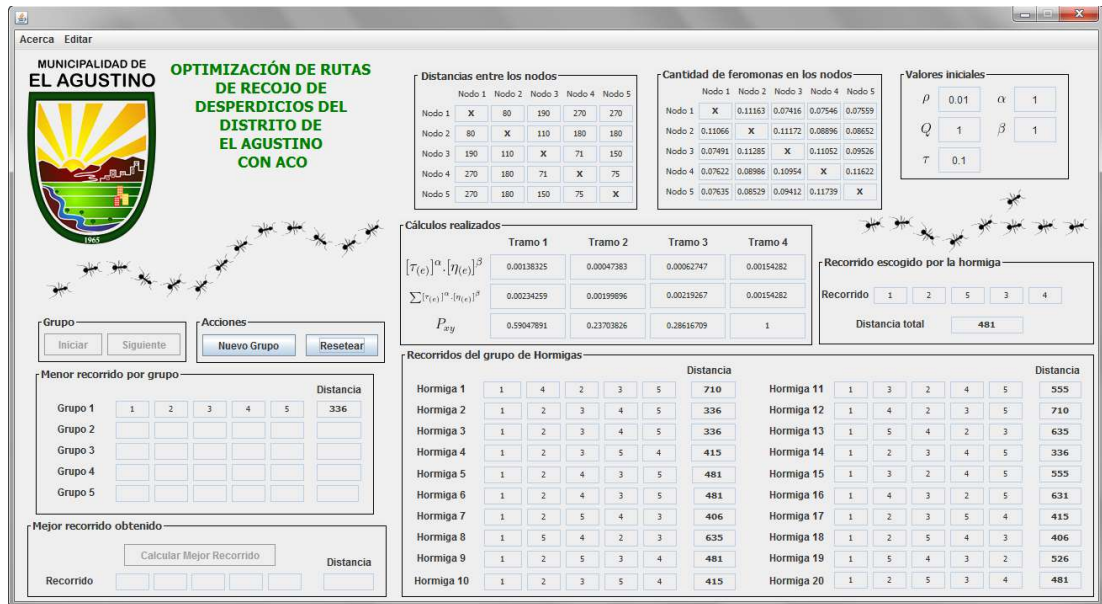 Acerca Editar
MUNICIPALIDAD DE
EL AGUSTINO
1965
OPTIMIZACIÓN DE RUTAS
DE RECOJO DE
DESPERDICIOS DEL
DISTRITO DE
EL AGUSTINO
CON ACO
Distancias entre los nodos
Nodo 1 Nodo 2 Nodo 3 Nodo 4 Nodo 5
Nodo 1 X 80 190 270 270
Nodo 2 80 X 110 180 180
Nodo 3 190 110 X 71 150
Nodo 4 270 180 71 X 75
Nodo 5 270 180 150 75 X
Cantidad de feromonas en los nodos
Nodo 1 Nodo 2 Nodo 3 Nodo 4 Nodo 5
Nodo 1 X 0.11163 0.07416 0.07546 0.07559
Nodo 2 0.11066 X 0.11172 0.08896 0.08652
Nodo 3 0.07491 0.11285 X 0.11052 0.09526
Nodo 4 0.07622 0.08986 0.10954 X 0.11622
Nodo 5 0.07635 0.08529 0.09412 0.11739 X
Valores iniciales
ρ 0.01 α 1
Q 1 β 1
τ 0.1
Cálculos realizados
Tramo 1 Tramo 2 Tramo 3 Tramo 4
[τ(e)]^α.[η(e)]^β 0.00138325 0.00047383 0.00062747 0.00154282
∑[τ(e)]^α.[η(e)]^β 0.00234259 0.00199896 0.00219267 0.00154282
Pxy 0.59047891 0.23703826 0.28616709 1
Recorrido escogido por la hormiga
Recorrido 1 2 5 3 4
Distancia total 481
Grupo
Iniciar Siguiente
Acciones
Nuevo Grupo Resetear
Menor recorrido por grupo
Distancia
Grupo 1 1 2 3 4 5 336
Grupo 2
Grupo 3
Grupo 4
Grupo 5
Mejor recorrido obtenido
Calcular Mejor Recorrido
Distancia
Recorrido
Recorridos del grupo de Hormigas
Distancia
Hormiga 1 1 4 2 3 5 710
Hormiga 2 1 2 3 4 5 336
Hormiga 3 1 2 3 4 5 336
Hormiga 4 1 2 3 5 4 415
Hormiga 5 1 2 4 3 5 481
Hormiga 6 1 2 4 3 5 481
Hormiga 7 1 2 5 4 3 406
Hormiga 8 1 5 4 2 3 635
Hormiga 9 1 2 5 3 4 481
Hormiga 10 1 2 3 5 4 415
Distancia
Hormiga 11 1 3 2 4 5 555
Hormiga 12 1 4 2 3 5 710
Hormiga 13 1 5 4 2 3 635
Hormiga 14 1 2 3 4 5 336
Hormiga 15 1 3 2 4 5 555
Hormiga 16 1 4 3 2 5 631
Hormiga 17 1 2 3 5 4 415
Hormiga 18 1 2 5 4 3 406
Hormiga 19 1 5 4 3 2 526
Hormiga 20 1 2 5 3 4 481